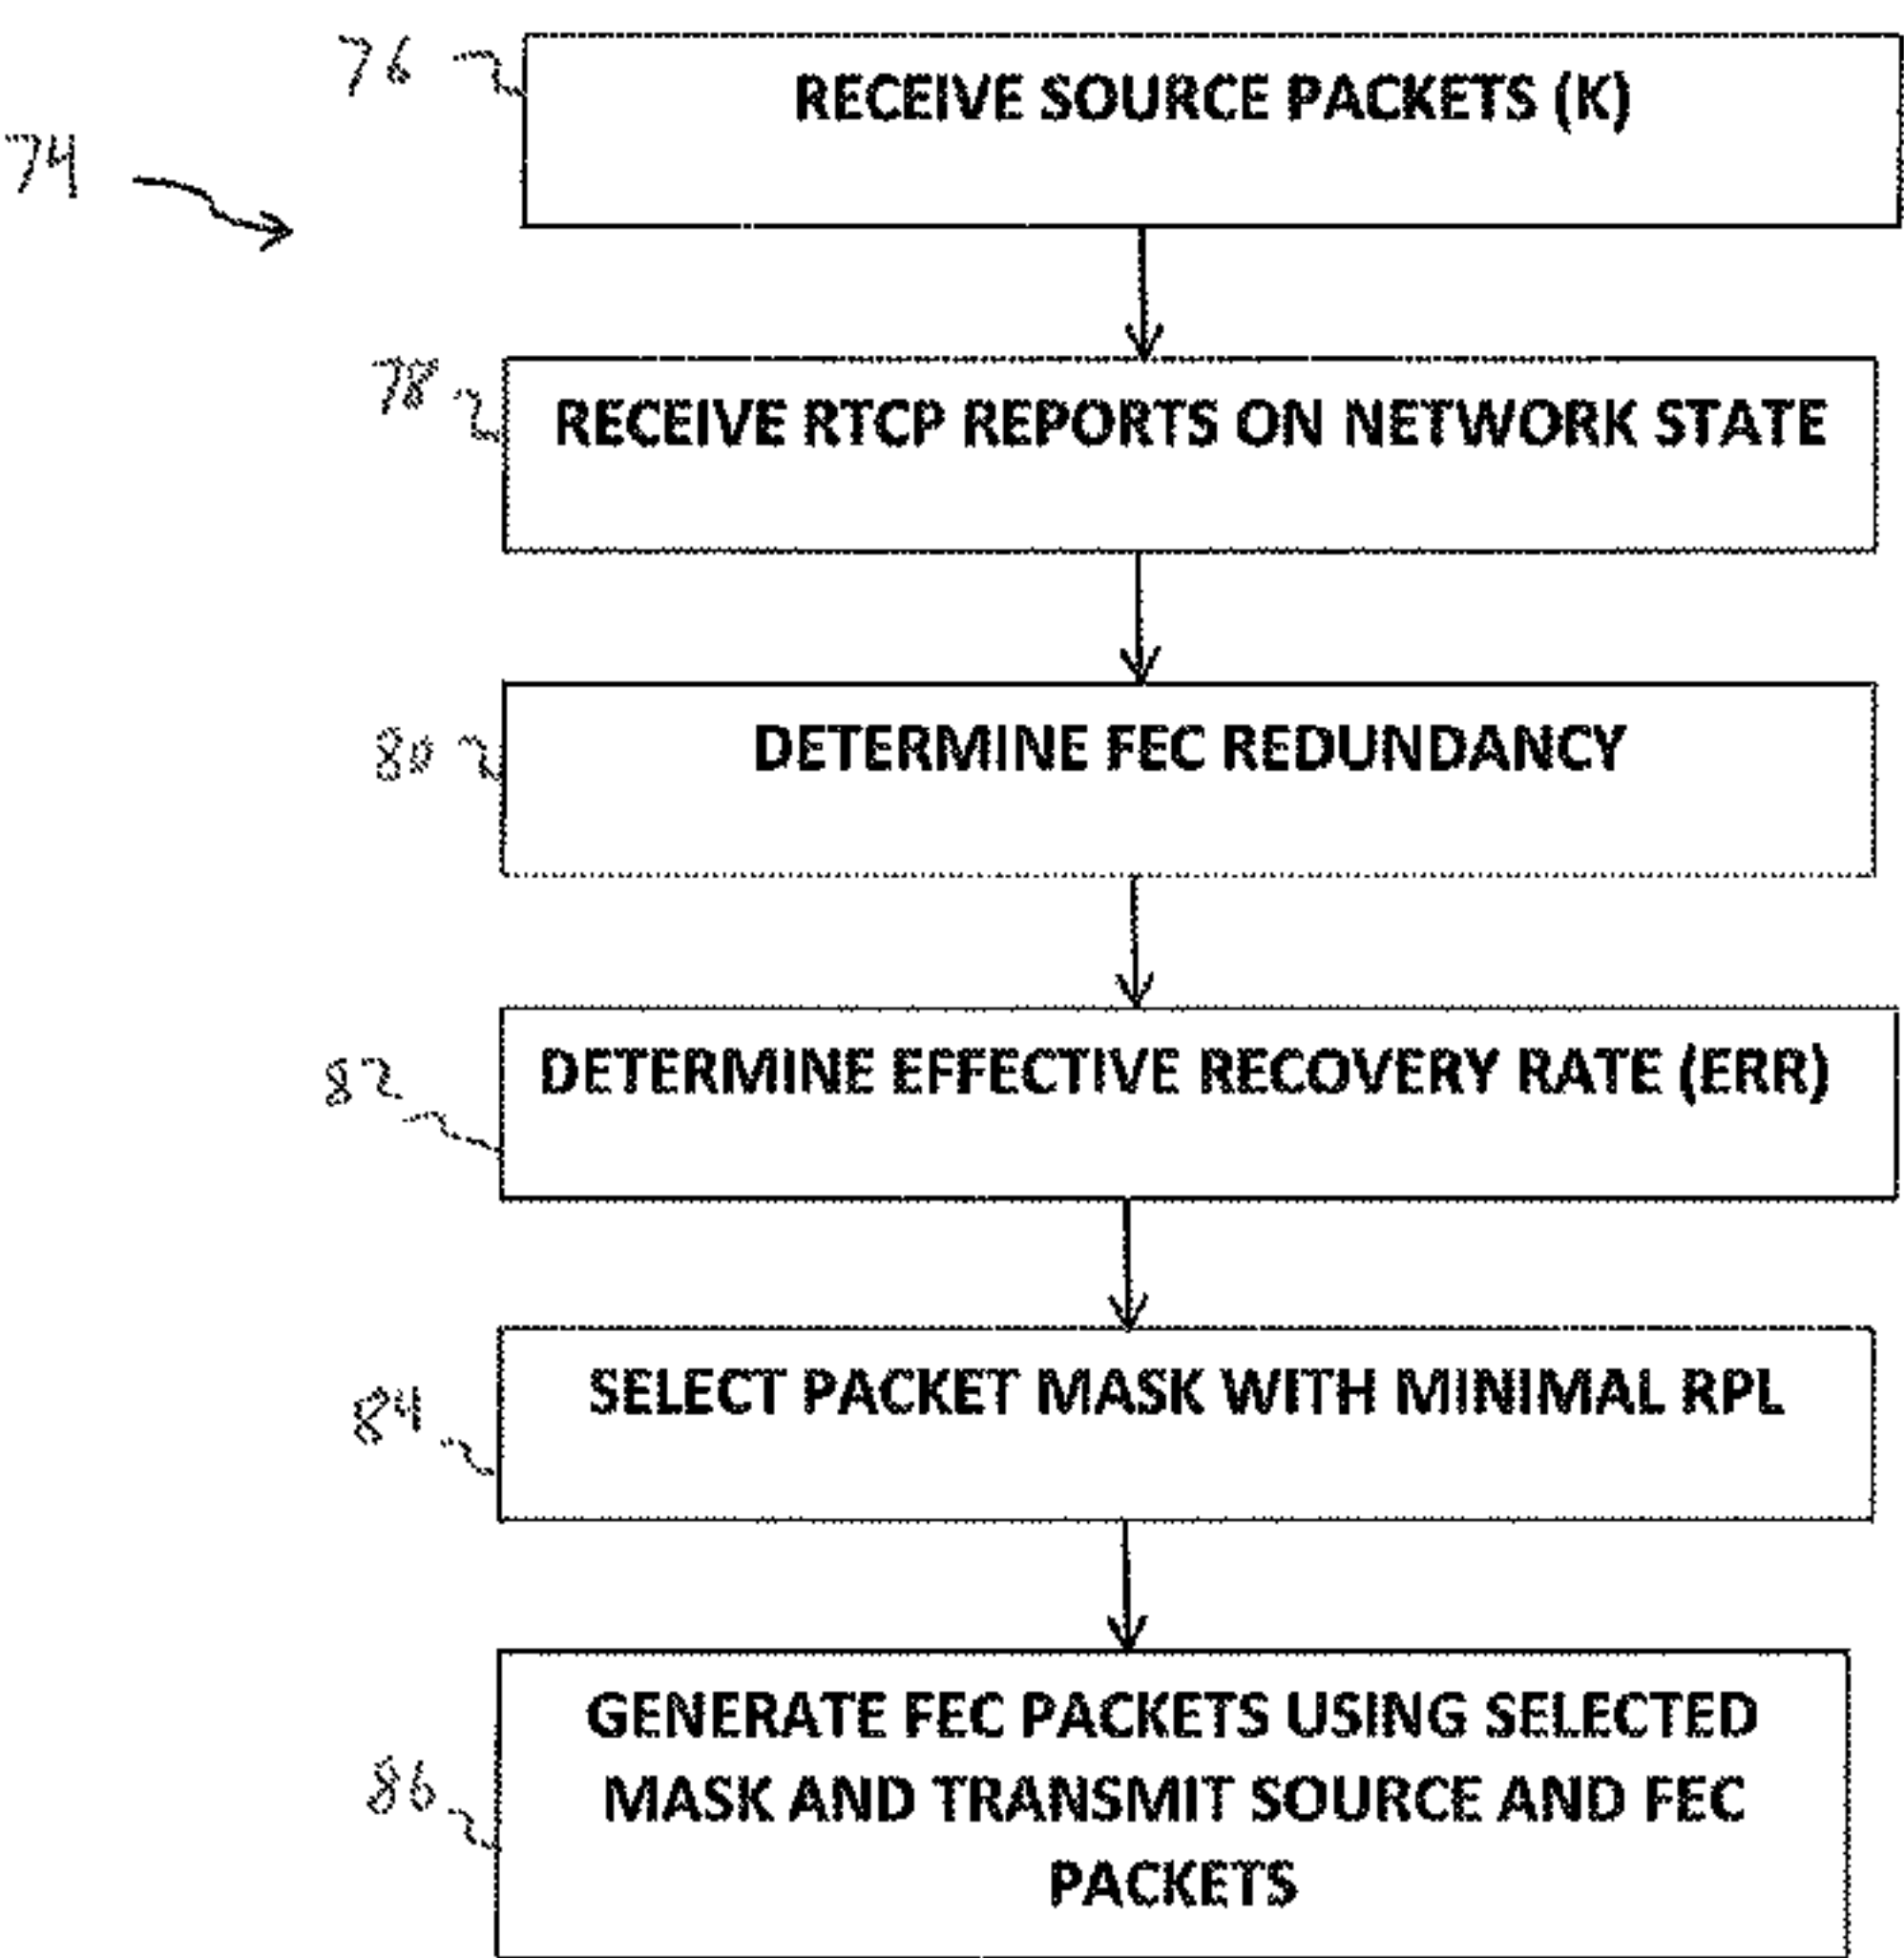 76
RECEIVE SOURCE PACKETS (K)
74
78
RECEIVE RTCP REPORTS ON NETWORK STATE
80
DETERMINE FEC REDUNDANCY
82
DETERMINE EFFECTIVE RECOVERY RATE (ERR)
84
SELECT PACKET MASK WITH MINIMAL RPL
86
GENERATE FEC PACKETS USING SELECTED
MASK AND TRANSMIT SOURCE AND FEC
PACKETS